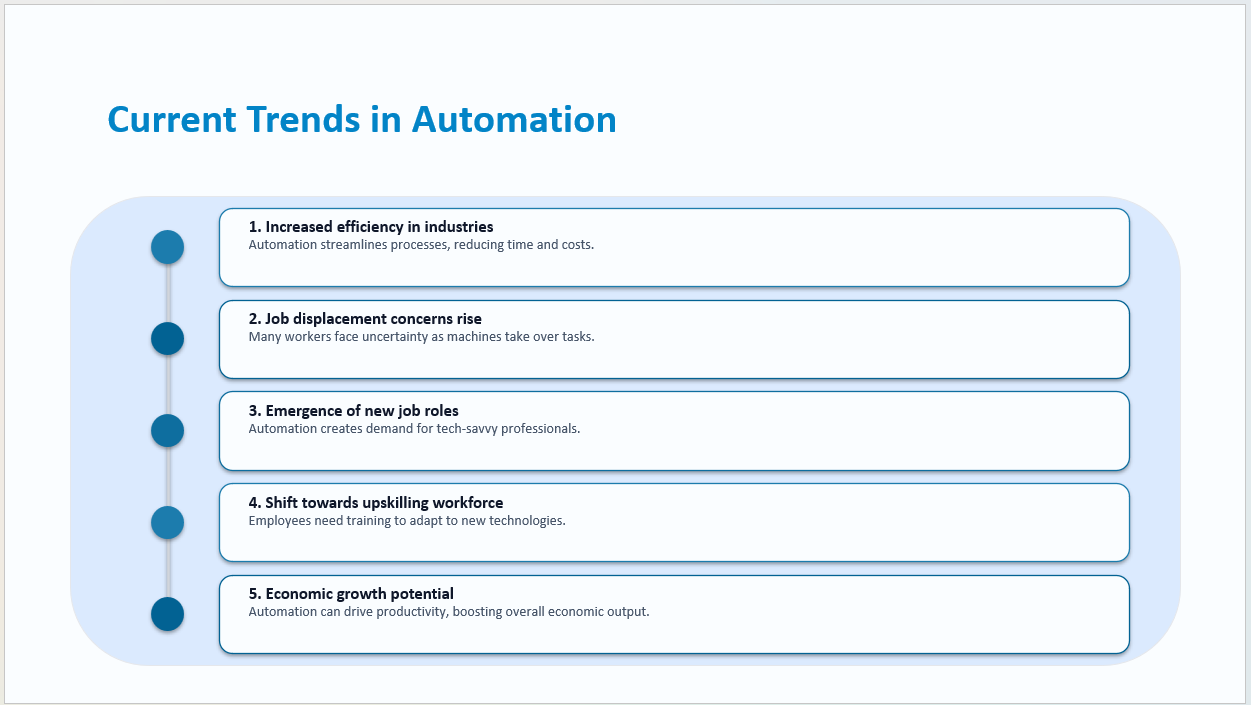 Current Trends in Automation
1. Increased efficiency in industries
Automation streamlines processes, reducing time and costs.
2. Job displacement concerns rise
Many workers face uncertainty as machines take over tasks.
3. Emergence of new job roles
Automation creates demand for tech-savvy professionals.
4. Shift towards upskilling workforce
Employees need training to adapt to new technologies.
5. Economic growth potential
Automation can drive productivity, boosting overall economic output.